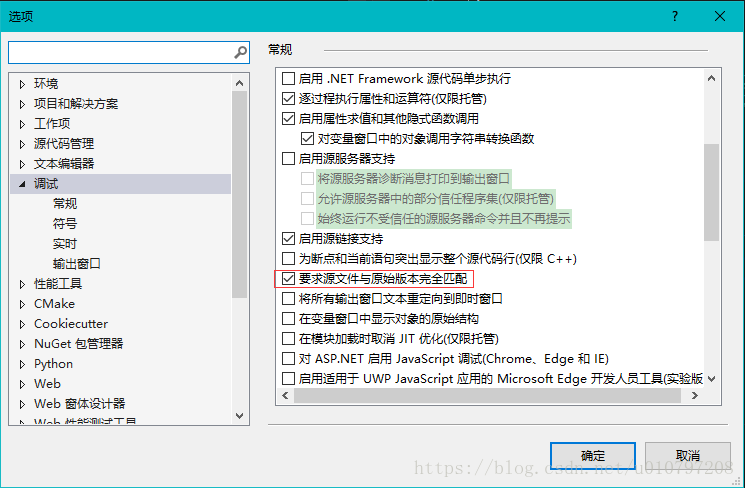 选项
?
环境
项目和解决方案
工作项
源代码管理
文本编辑器
调试
常规
符号
实时
输出窗口
性能工具
CMake
Cookiecutter
NuGet 包管理器
Python
Web
Web 窗体设计器
Web 性能测试工具
常规
启用 .NET Framework 源代码单步执行
逐过程执行属性和运算符(仅限托管)
启用属性求值和其他隐式函数调用
对变量窗口中的对象调用字符串转换函数
启用源服务器支持
将源服务器诊断消息打印到输出窗口
允许源服务器中的部分信任程序集(仅限托管)
始终运行不受信任的源服务器命令并且不再提示
启用源链接支持
为断点和当前语句突出显示整个源代码行(仅限 C++)
要求源文件与原始版本完全匹配
将所有输出窗口文本重定向到即时窗口
在变量窗口中显示对象的原始结构
在模块加载时取消 JIT 优化(仅限托管)
对 ASP.NET 启用 JavaScript 调试(Chrome、Edge 和 IE)
启用适用于 UWP JavaScript 应用的 Microsoft Edge 开发人员工具(实验版
确定
取消
https://blog.csdn.net/u010797208